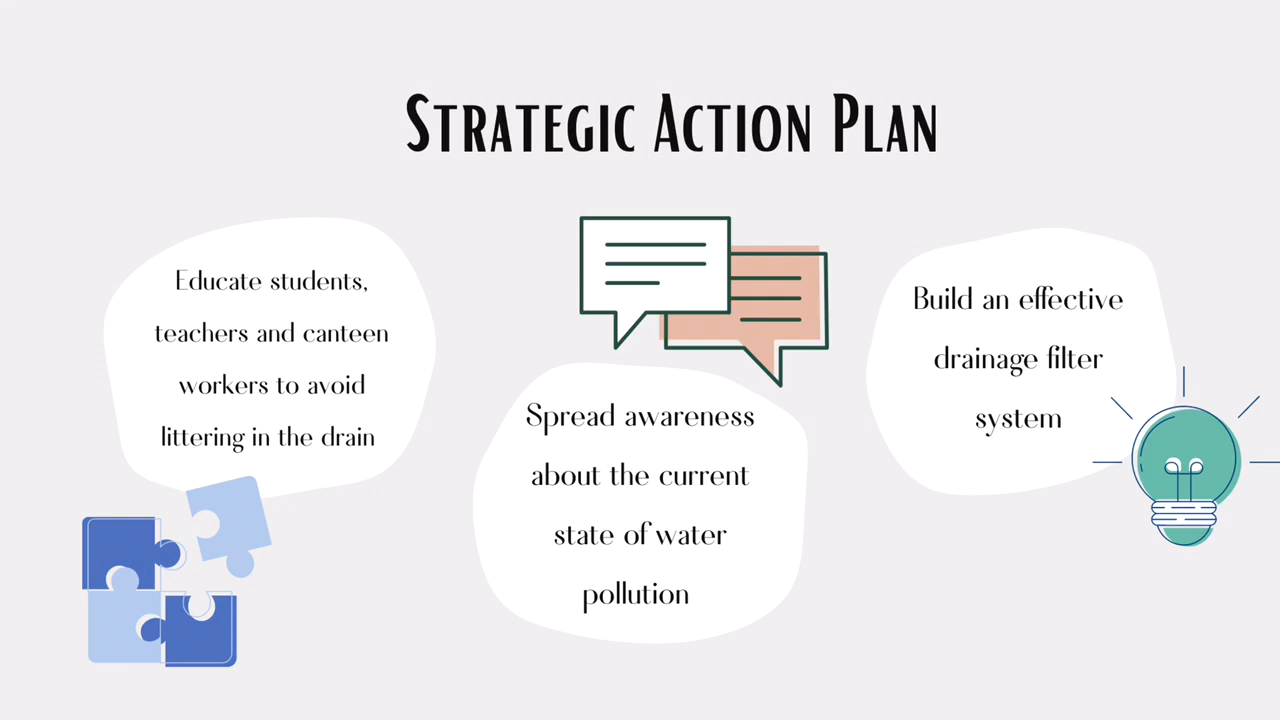 Strategic Action Plan
Educate students,
teachers and canteen
workers to avoid
littering in the drain
Spread awareness
about the current
state of water
pollution
Build an effective
drainage filter
system